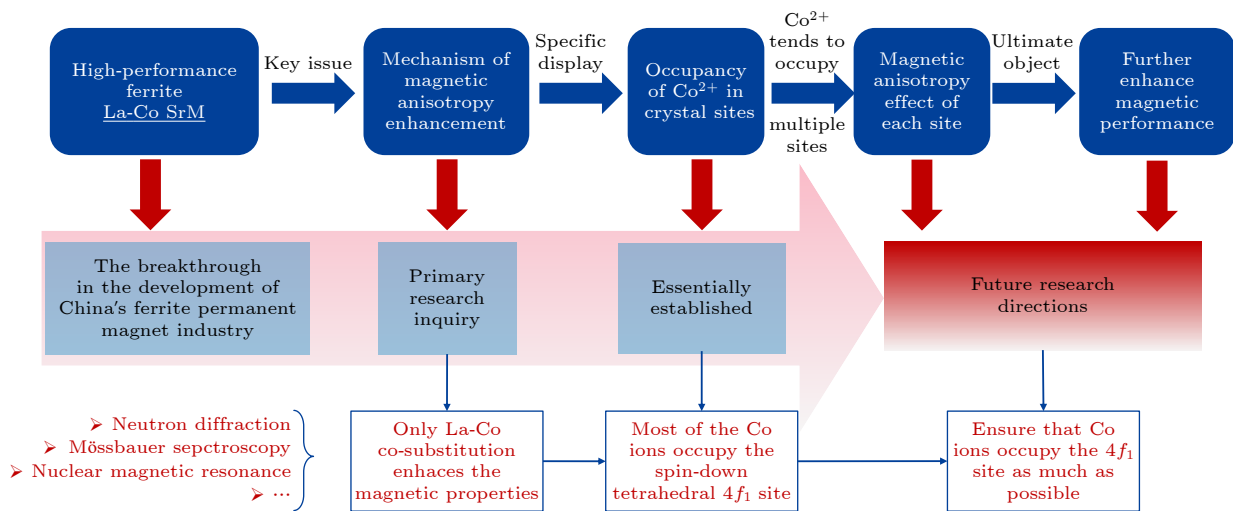 High-performance
ferrite
La-Co SrM
Key issue
Mechanism of
magnetic
anisotropy
enhancement
Specific
display
Occupancy
of Co²⁺ in
crystal sites
Co²⁺
tends to
occupy
multiple
sites
Magnetic
anisotropy
effect of
each site
Ultimate
object
Further
enhance
magnetic
performance
The breakthrough
in the development of
China's ferrite permanent
magnet industry
Primary
research
inquiry
Essentially
established
Future research
directions
➢ Neutron diffraction
➢ Mössbauer sepctroscopy
➢ Nuclear magnetic resonance
➢ ...
Only La-Co
co-substitution
enhaces the
magnetic properties
Most of the Co
ions occupy the
spin-down
tetrahedral 4f₁ site
Ensure that Co
ions occupy the 4f₁
site as much as
possible